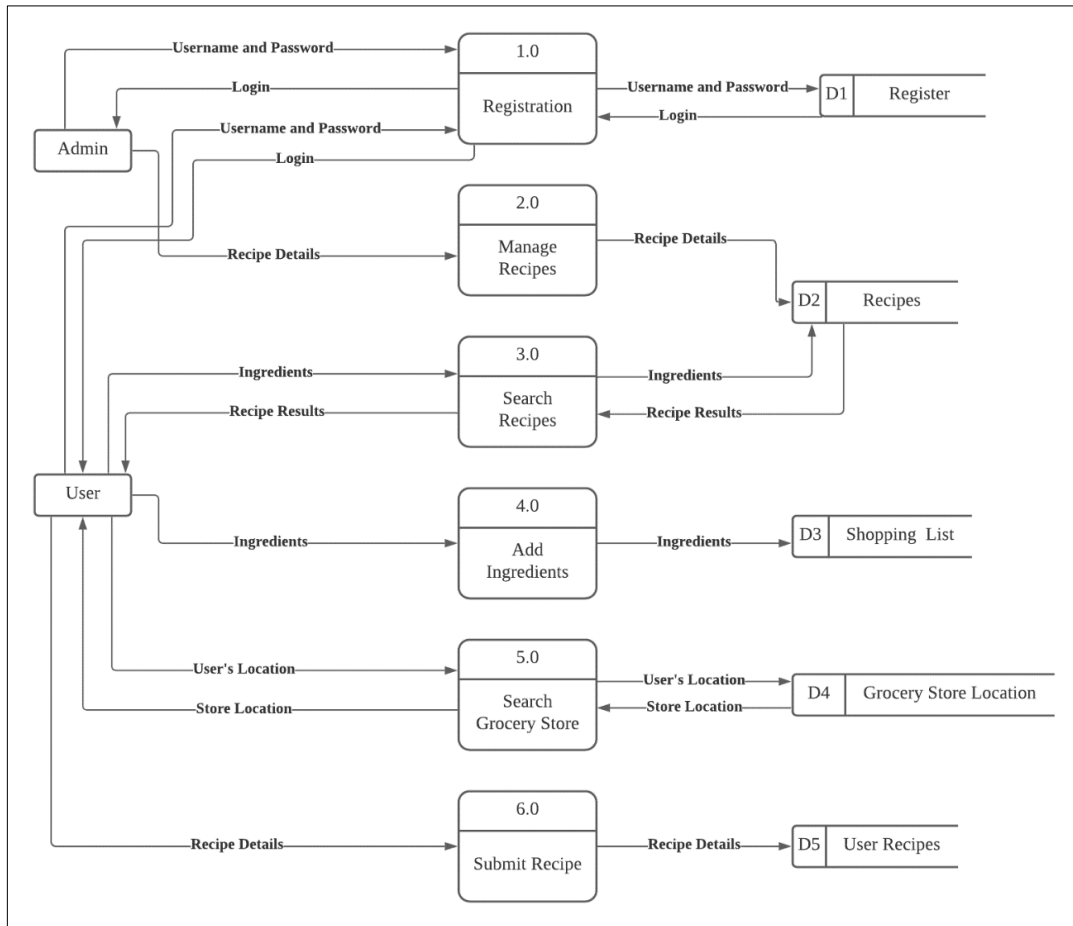 Username and Password
1.0
Login
Registration
Username and Password
D1
Register
Login
Username and Password
Login
Admin
2.0
Recipe Details
Manage
Recipes
Recipe Details
D2
Recipes
3.0
Ingredients
Ingredients
Search
Recipes
Recipe Results
Recipe Results
User
4.0
Ingredients
Add
Ingredients
Ingredients
D3
Shopping List
5.0
User's Location
User's Location
Search
Grocery Store
Store Location
Store Location
D4
Grocery Store Location
6.0
Recipe Details
Submit Recipe
Recipe Details
D5
User Recipes